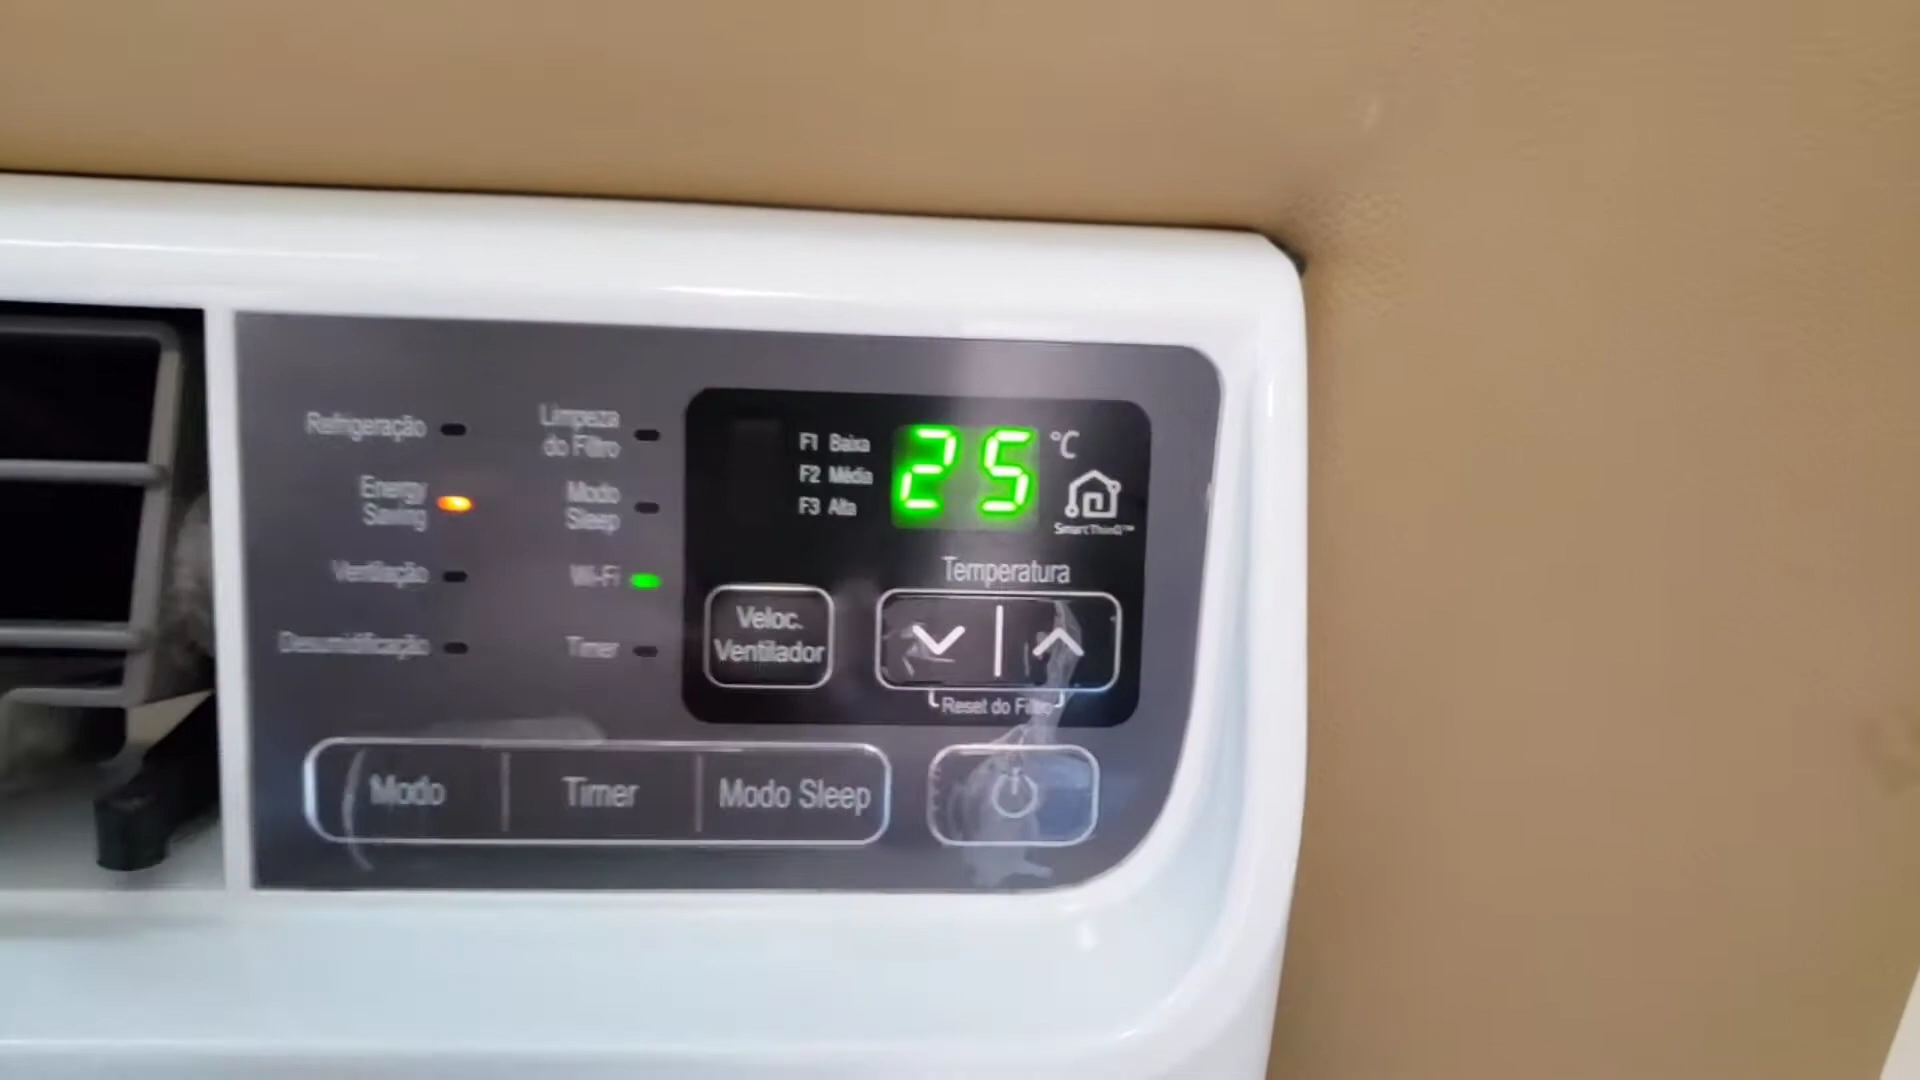 Refrigeração
Energy
Saving
Ventilação
Desumidificação
Limpeza
do Filtro
Modo
Sleep
Wi-Fi
Timer
F1 Baixa
F2 Média
F3 Alta
25 °C
SmartThinQ™
Temperatura
Veloc.
Ventilador
Reset do Filtro
Modo
Timer
Modo Sleep